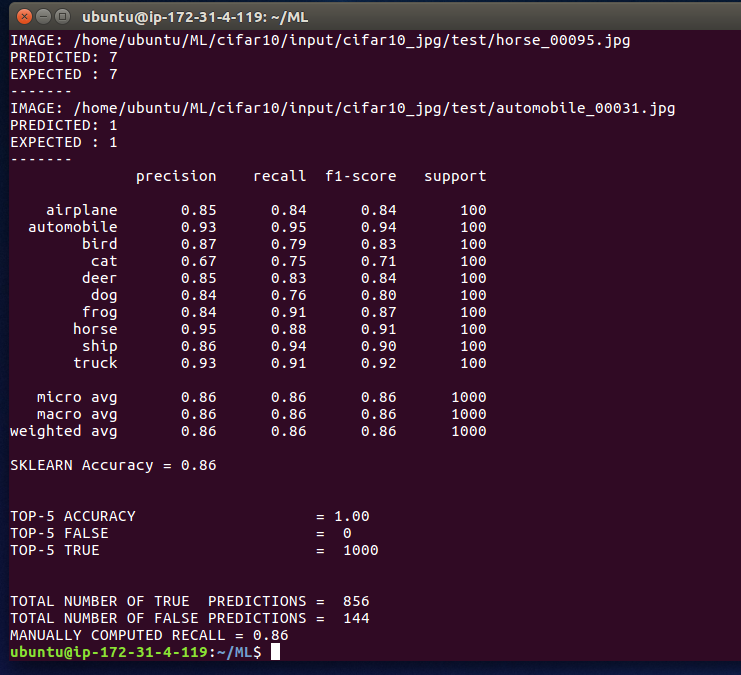 ubuntu@ip-172-31-4-119: ~/ML
IMAGE: /home/ubuntu/ML/cifar10/input/cifar10_jpg/test/horse_00095.jpg
PREDICTED: 7
EXPECTED : 7
-------
IMAGE: /home/ubuntu/ML/cifar10/input/cifar10_jpg/test/automobile_00031.jpg
PREDICTED: 1
EXPECTED : 1
-------
              precision    recall  f1-score   support

    airplane       0.85      0.84      0.84       100
  automobile       0.93      0.95      0.94       100
        bird       0.87      0.79      0.83       100
         cat       0.67      0.75      0.71       100
        deer       0.85      0.83      0.84       100
         dog       0.84      0.76      0.80       100
        frog       0.84      0.91      0.87       100
       horse       0.95      0.88      0.91       100
        ship       0.86      0.94      0.90       100
       truck       0.93      0.91      0.92       100

   micro avg       0.86      0.86      0.86      1000
   macro avg       0.86      0.86      0.86      1000
weighted avg       0.86      0.86      0.86      1000

SKLEARN Accuracy = 0.86

TOP-5 ACCURACY                    = 1.00
TOP-5 FALSE                       =  0
TOP-5 TRUE                        =  1000

TOTAL NUMBER OF TRUE  PREDICTIONS =  856
TOTAL NUMBER OF FALSE PREDICTIONS =  144
MANUALLY COMPUTED RECALL = 0.86
ubuntu@ip-172-31-4-119:~/ML$